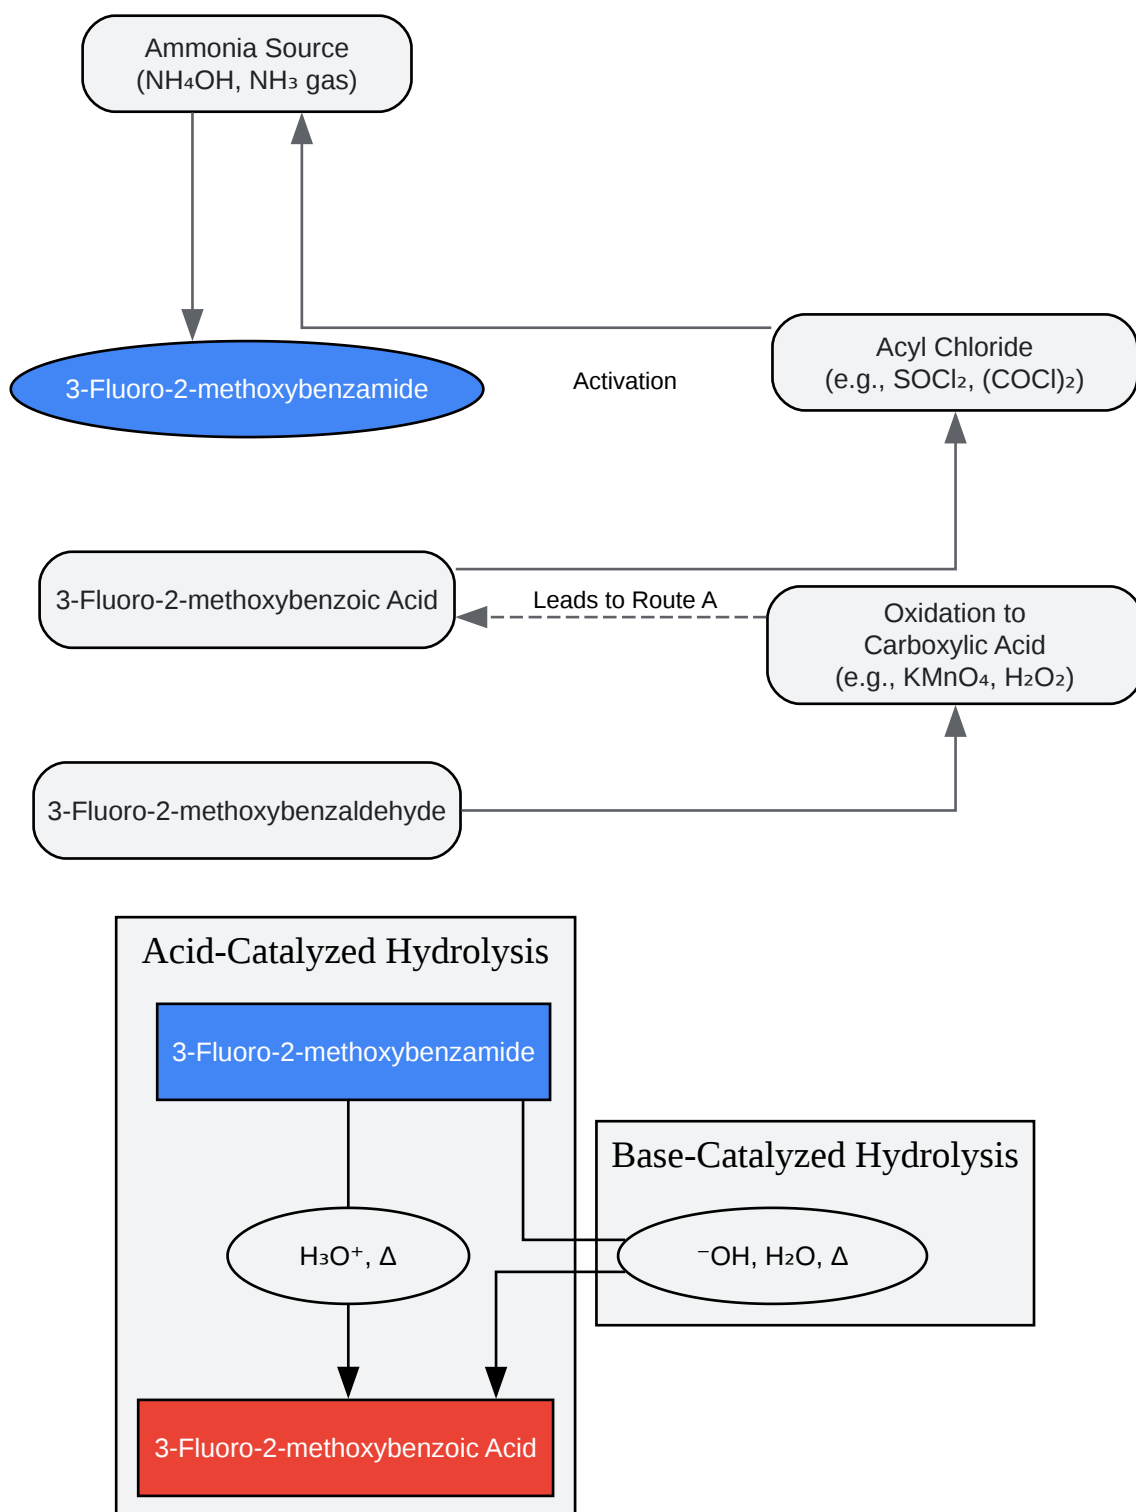 Ammonia Source
(NH₄OH, NH₃ gas)
3-Fluoro-2-methoxybenzamide
Activation
Acyl Chloride
(e.g., SOCl₂, (COCl)₂)
3-Fluoro-2-methoxybenzoic Acid
Leads to Route A
Oxidation to
Carboxylic Acid
(e.g., KMnO₄, H₂O₂)
3-Fluoro-2-methoxybenzaldehyde
Acid-Catalyzed Hydrolysis
3-Fluoro-2-methoxybenzamide
Base-Catalyzed Hydrolysis
H₃O⁺, Δ
⁻OH, H₂O, Δ
3-Fluoro-2-methoxybenzoic Acid